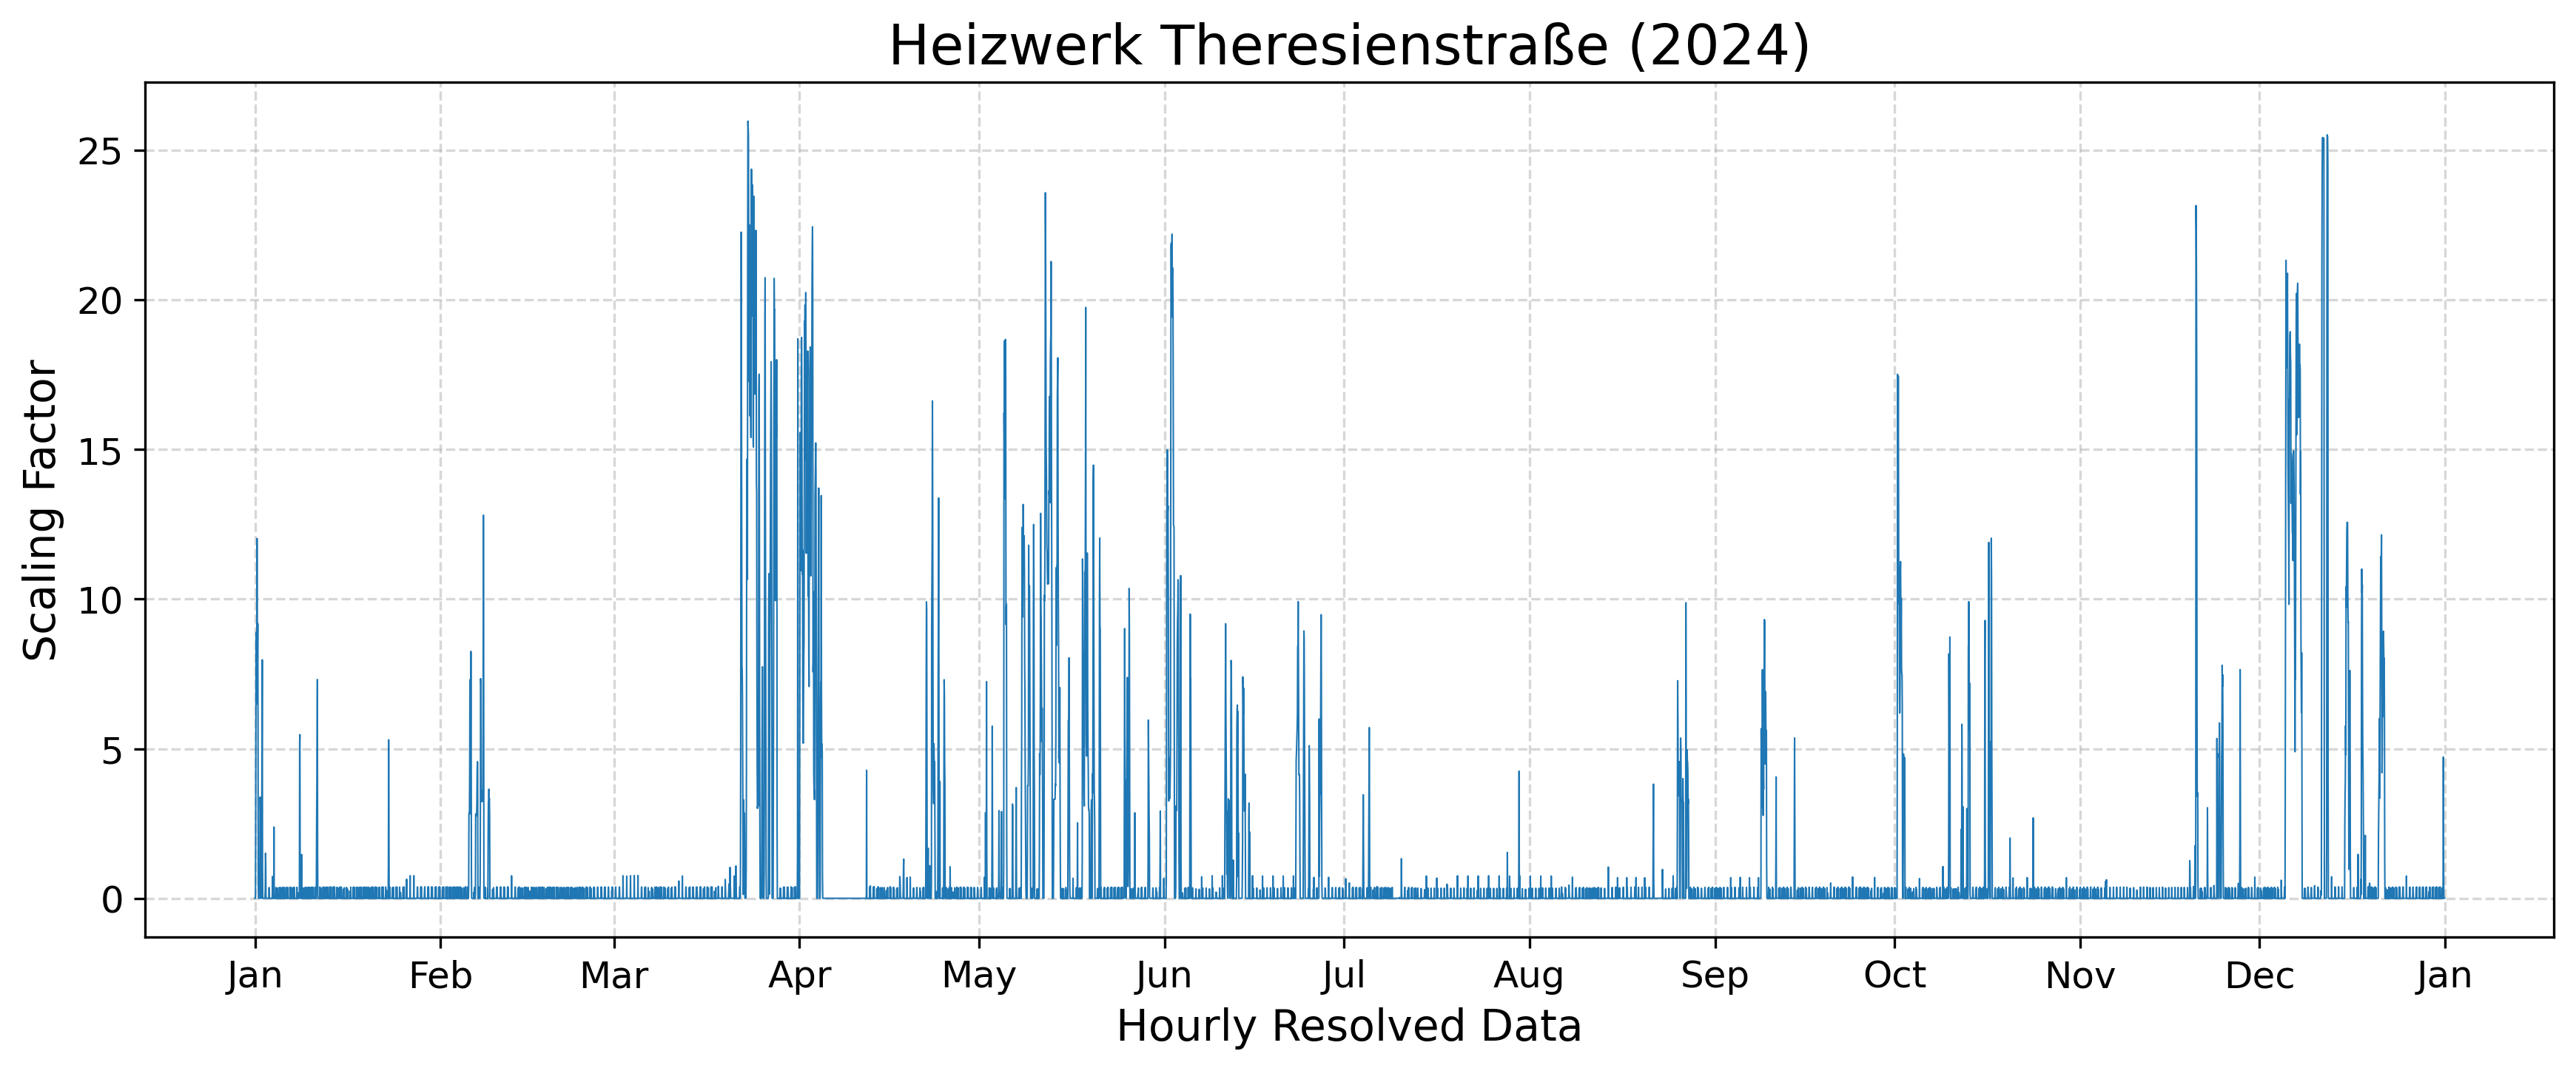 Heizwerk Theresienstraße (2024)
Scaling Factor
25
20
15
10
5
0
Jan Feb Mar Apr May Jun Jul Aug Sep Oct Nov Dec Jan
Hourly Resolved Data